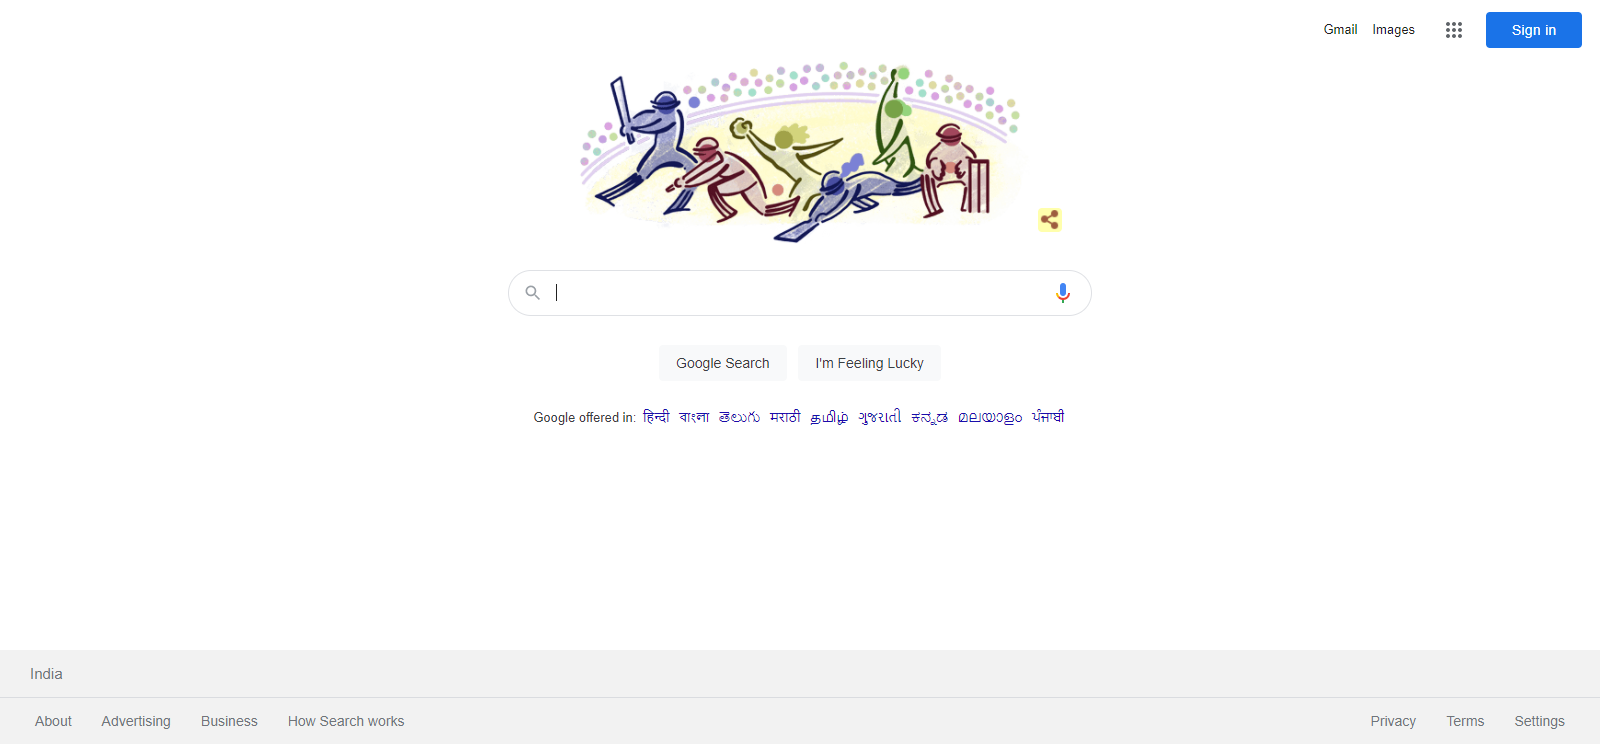 Gmail Images Sign in
Google Search I'm Feeling Lucky
Google offered in: हिन्दी বাংলা తెలుగు मराठी தமிழ் ગુજરાતી ಕನ್ನಡ മലയാളം ਪੰਜਾਬੀ
India
About Advertising Business How Search works Privacy Terms Settings